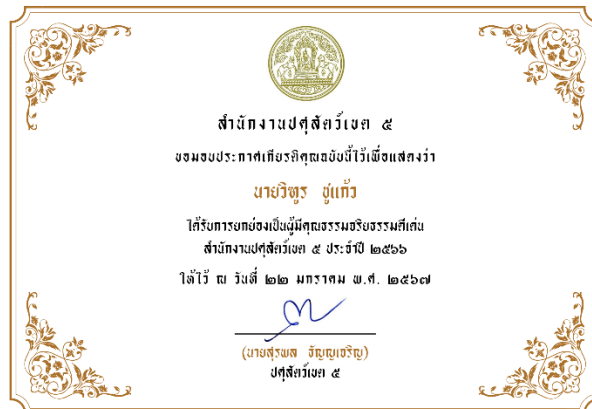 สำนักงานปศุสัตว์เขต ๕
ขอมอบประกาศเกียรติคุณฉบับนี้ไว้เพื่อแสดงว่า
นายวิฑูร ชูแก้ว
ได้รับการยกย่องเป็นผู้มีคุณธรรมจริยธรรมดีเด่น
สำนักงานปศุสัตว์เขต ๕ ประจำปี ๒๕๖๖
ให้ไว้ ณ วันที่ ๒๒ มกราคม พ.ศ. ๒๕๖๗
(นายสุรพล ธัญญเจริญ)
ปศุสัตว์เขต ๕